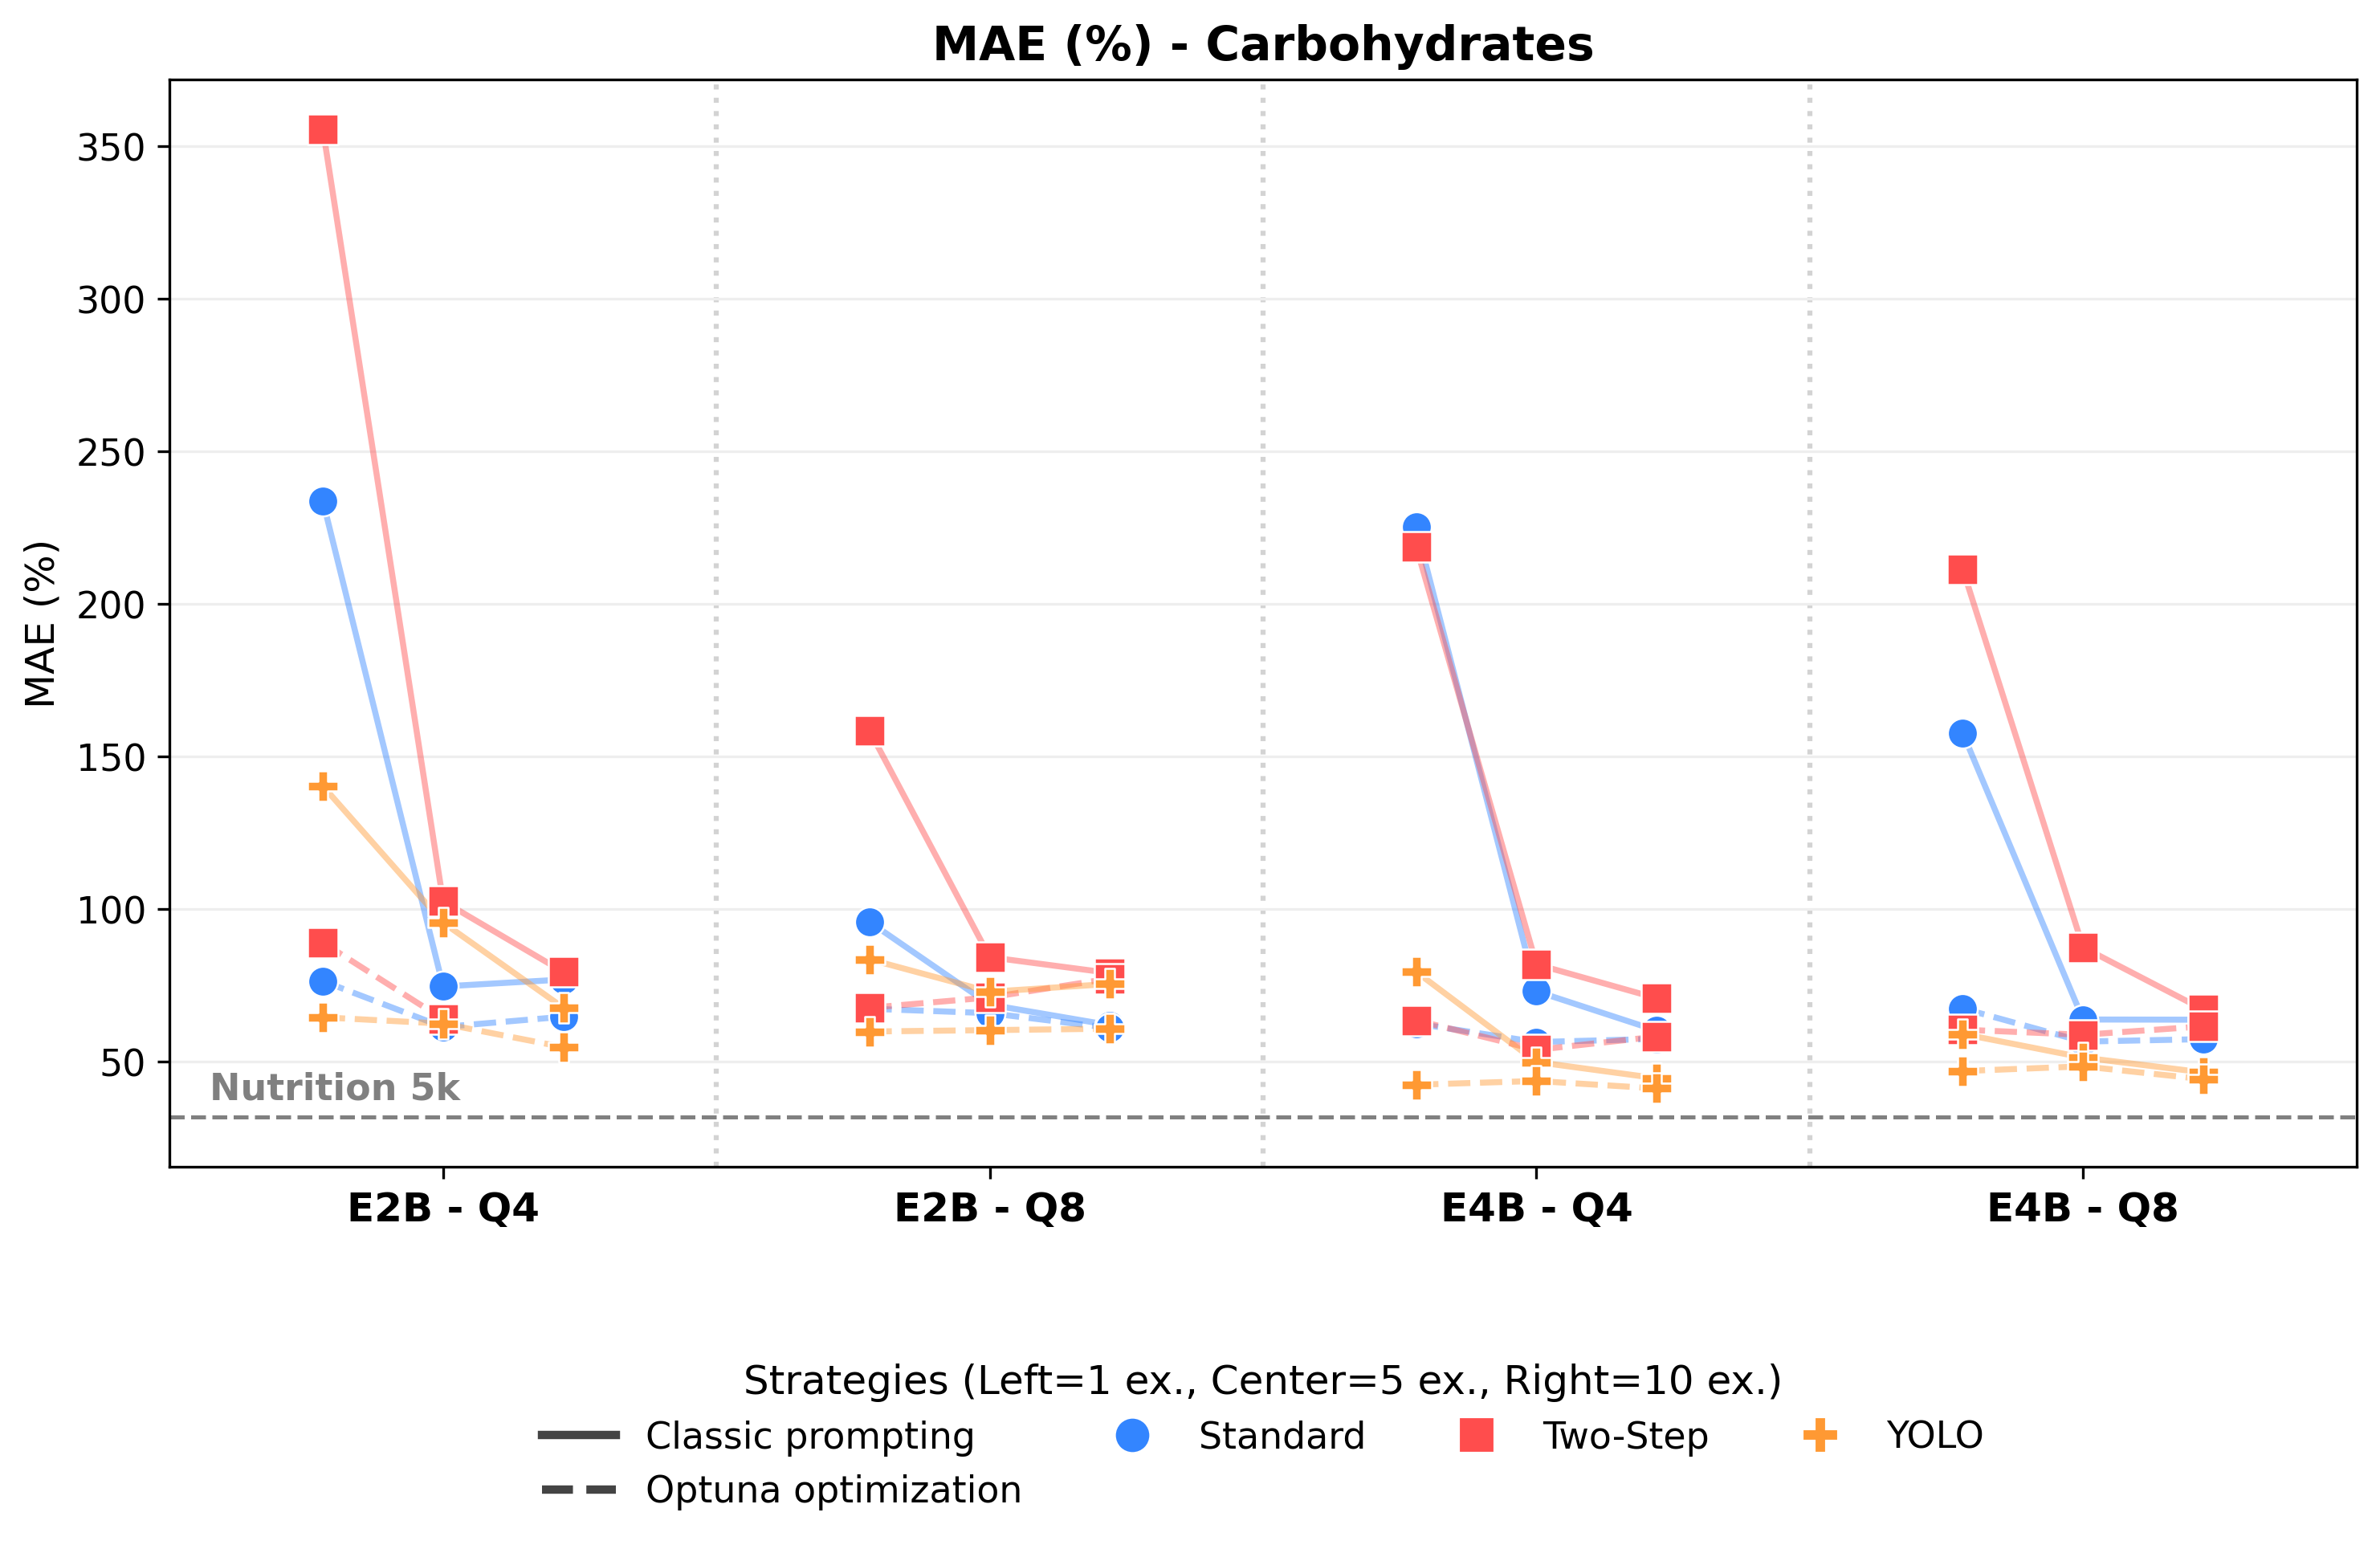 MAE (%) - Carbohydrates
MAE (%)
350
300
250
200
150
100
50
Nutrition 5k
E2B - Q4
E2B - Q8
E4B - Q4
E4B - Q8
Strategies (Left=1 ex., Center=5 ex., Right=10 ex.)
Classic prompting
Optuna optimization
Standard
Two-Step
YOLO